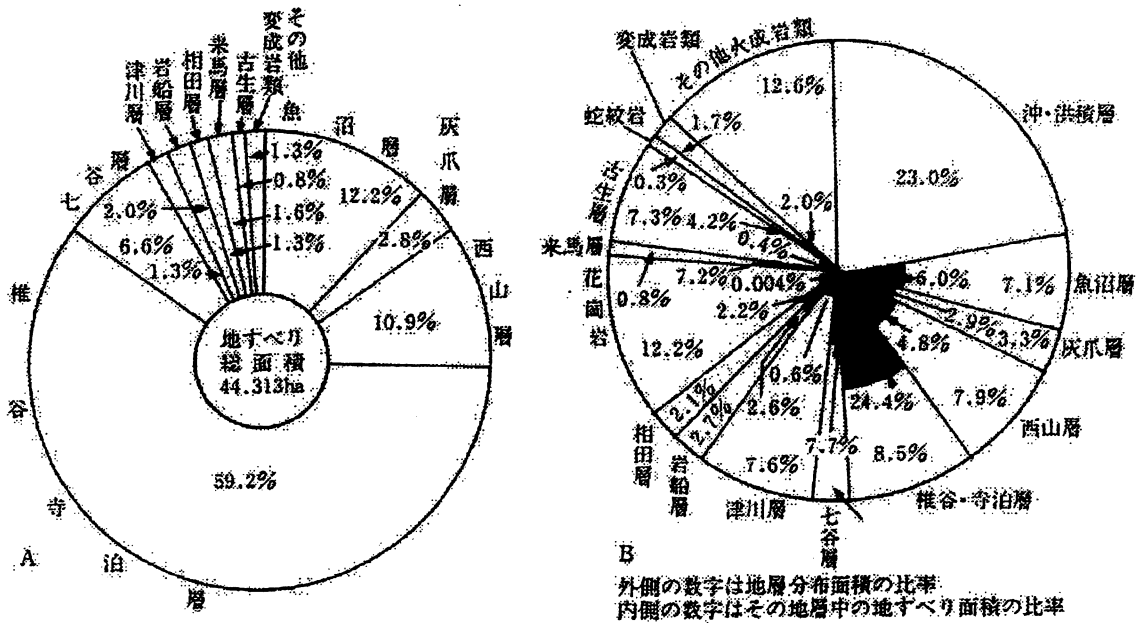 その他
変成岩類
古生層
来馬層
相田層
岩船層
津川層
七谷層
魚沼層
灰爪層
西山層
椎谷寺泊層
1.3%
0.8%
1.6%
1.3%
12.2%
2.8%
10.9%
2.0%
6.6%
1.3%
59.2%
地すべり
総面積
44.313ha
A
変成岩類
その他火成岩類
12.6%
蛇紋岩
1.7%
0.3%
古生層
7.3%
4.2%
0.4%
2.0%
来馬層
0.8%
7.2%
0.004%
花崗岩
12.2%
2.2%
沖・洪積層
23.0%
6.0%
7.1%
魚沼層
2.9%
3.3%
灰爪層
4.8%
7.9%
西山層
24.4%
8.5%
椎谷・寺泊層
7.7%
七谷層
0.6%
2.6%
7.6%
津川層
2.7%
岩船層
2.1%
相田層
B
外側の数字は地層分布面積の比率
内側の数字はその地層中の地すべり面積の比率